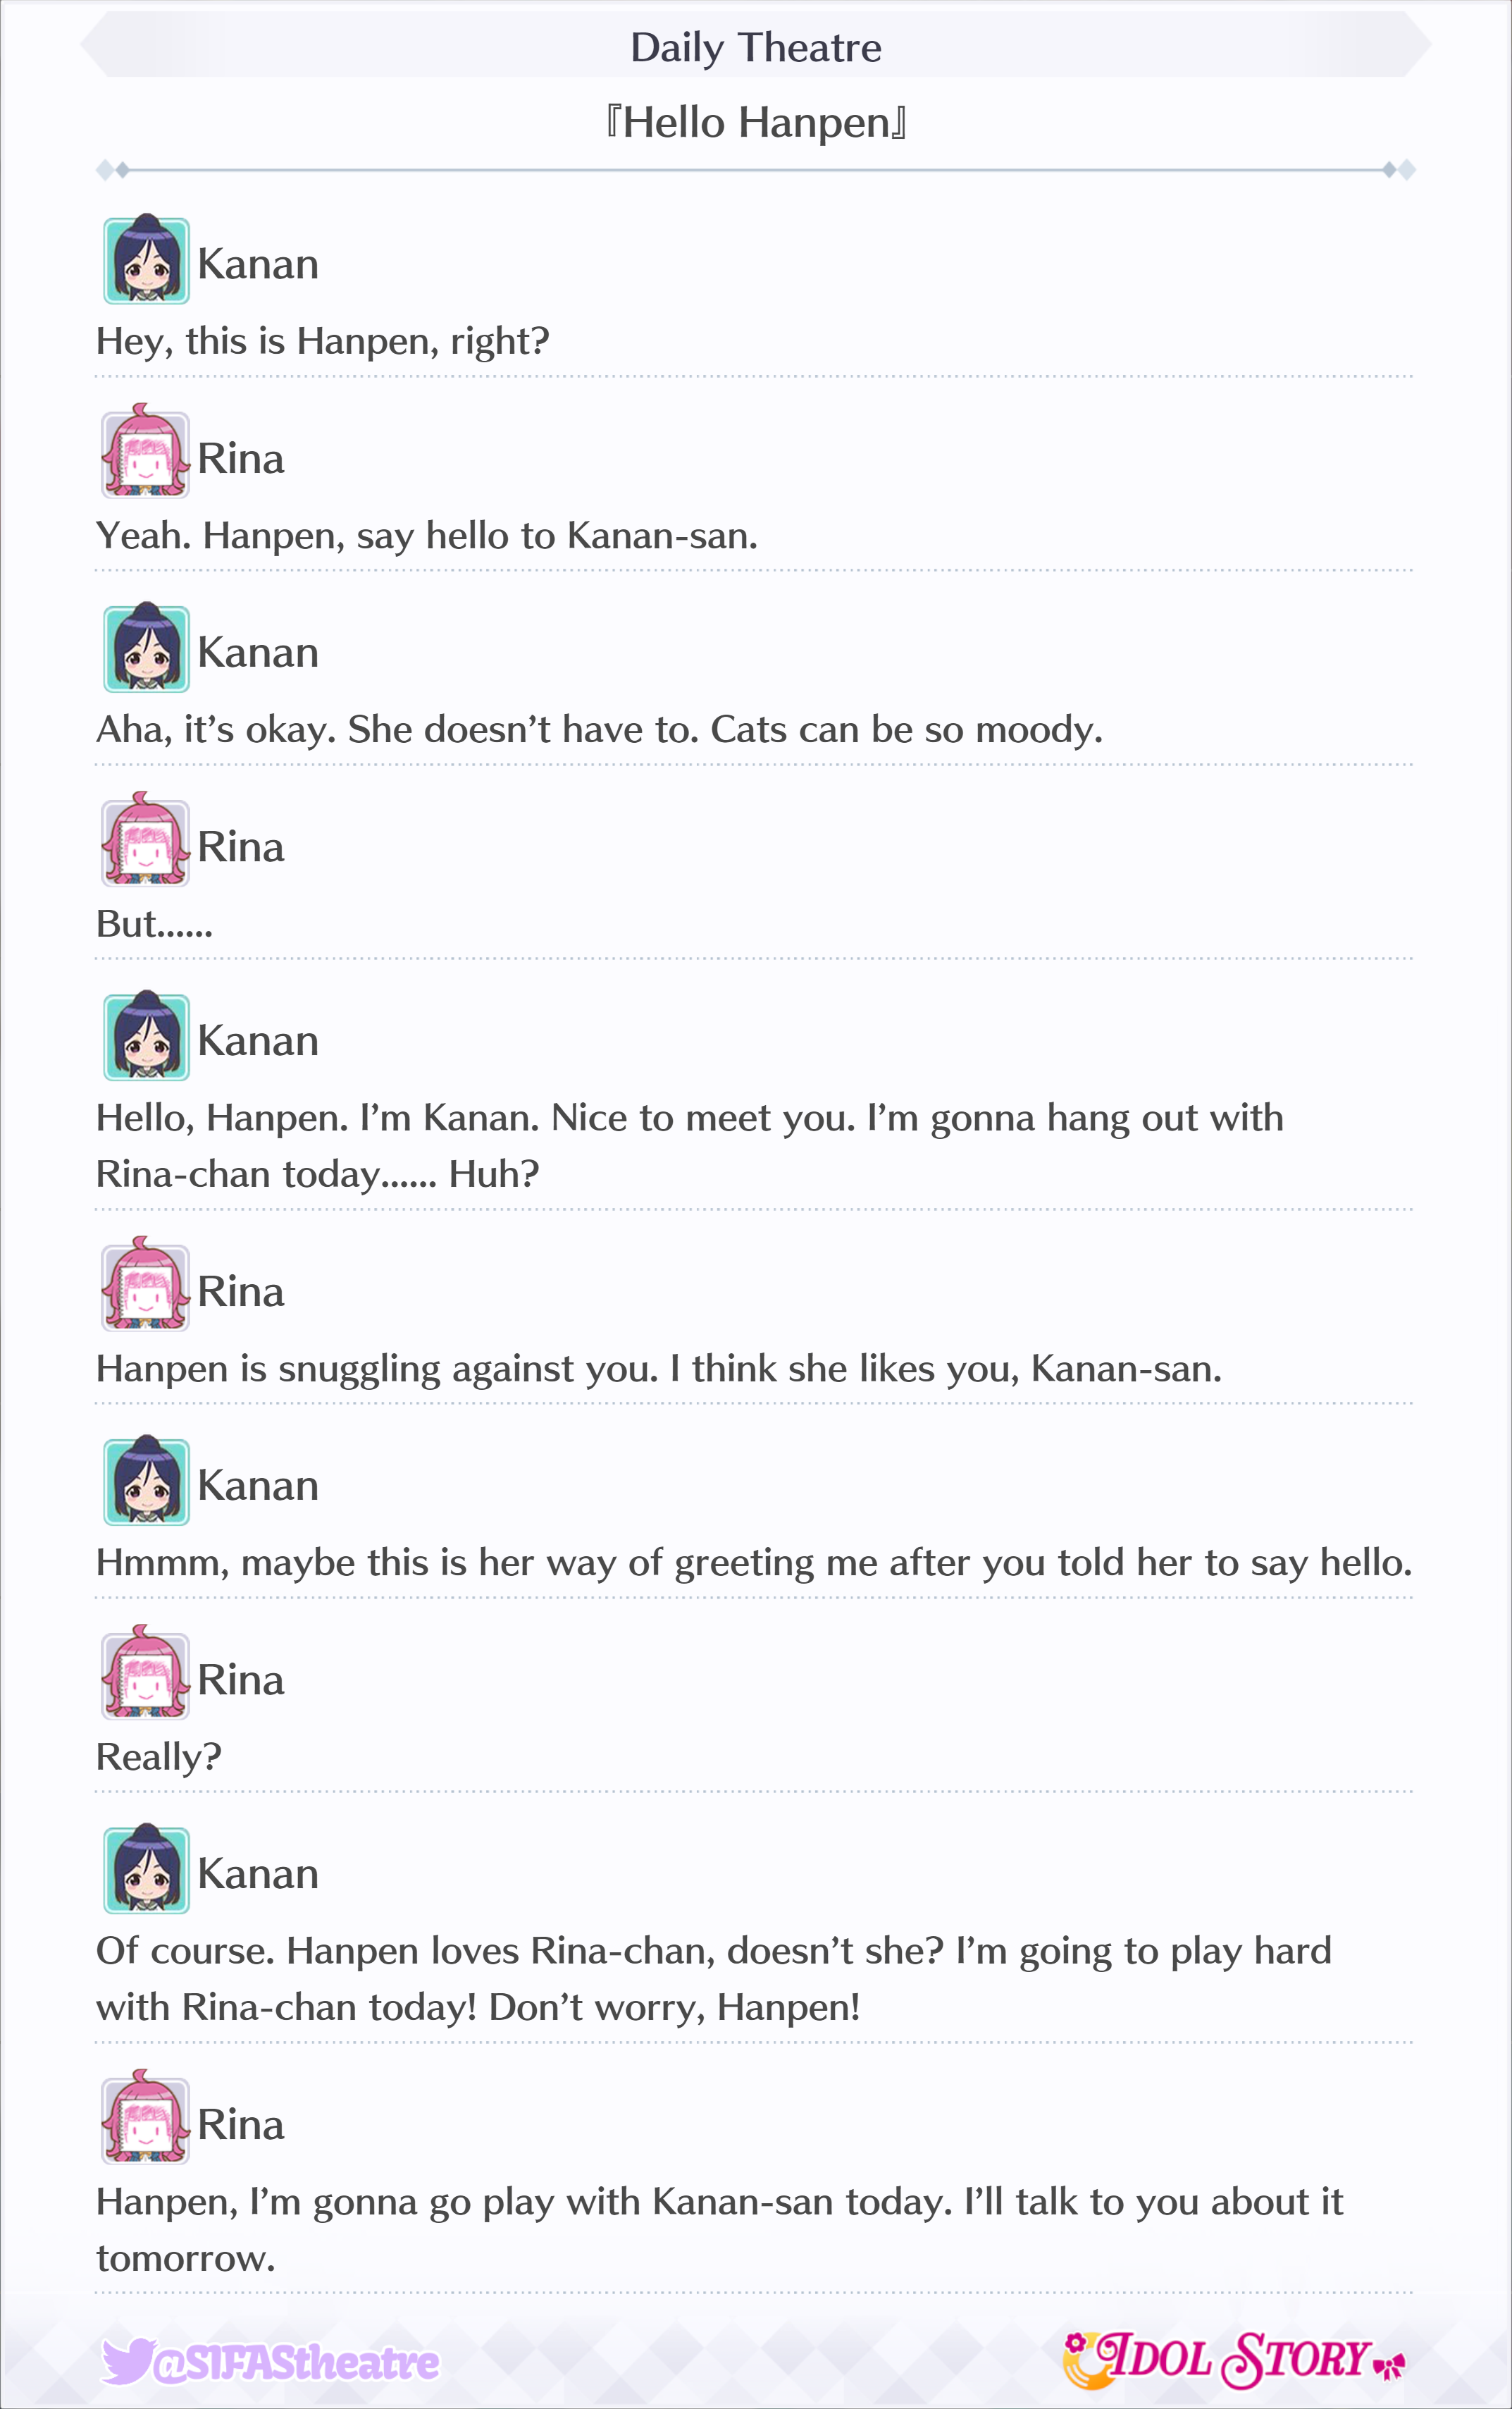 Daily Theatre
『Hello Hanpen』
Kanan
Hey, this is Hanpen, right?
Rina
Yeah. Hanpen, say hello to Kanan-san.
Kanan
Aha, it’s okay. She doesn’t have to. Cats can be so moody.
Rina
But......
Kanan
Hello, Hanpen. I’m Kanan. Nice to meet you. I’m gonna hang out with
Rina-chan today...... Huh?
Rina
Hanpen is snuggling against you. I think she likes you, Kanan-san.
Kanan
Hmmm, maybe this is her way of greeting me after you told her to say hello.
Rina
Really?
Kanan
Of course. Hanpen loves Rina-chan, doesn’t she? I’m going to play hard
with Rina-chan today! Don’t worry, Hanpen!
Rina
Hanpen, I’m gonna go play with Kanan-san today. I’ll talk to you about it
tomorrow.
@SIFAStheatre
IDOL STORY